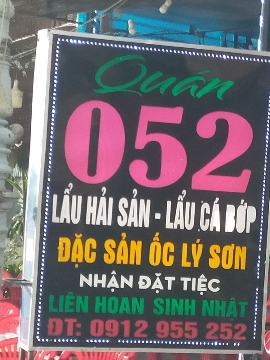 Quán
052
LẨU HẢI SẢN - LẨU CÁ BỚP
ĐẶC SẢN ỐC LÝ SƠN
NHẬN ĐẶT TIỆC
LIÊN HOAN SINH NHẬT
ĐT: 0912 955 252